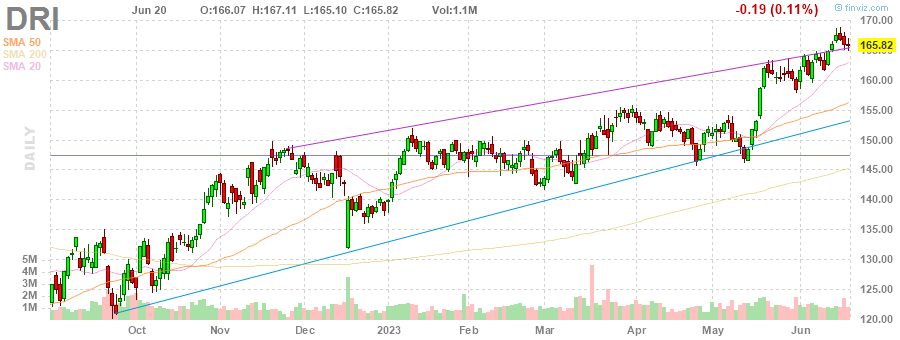 DRI
Jun 20 O:166.07 H:167.11 L:165.10 C:165.82 Vol:1.1M -0.19 (0.11%)
© finviz.com
SMA 50
SMA 200
SMA 20
DAILY
170.00
165.82
165.00
160.00
155.00
150.00
145.00
140.00
135.00
130.00
125.00
120.00
5M
4M
3M
2M
1M
Oct Nov Dec 2023 Feb Mar Apr May Jun